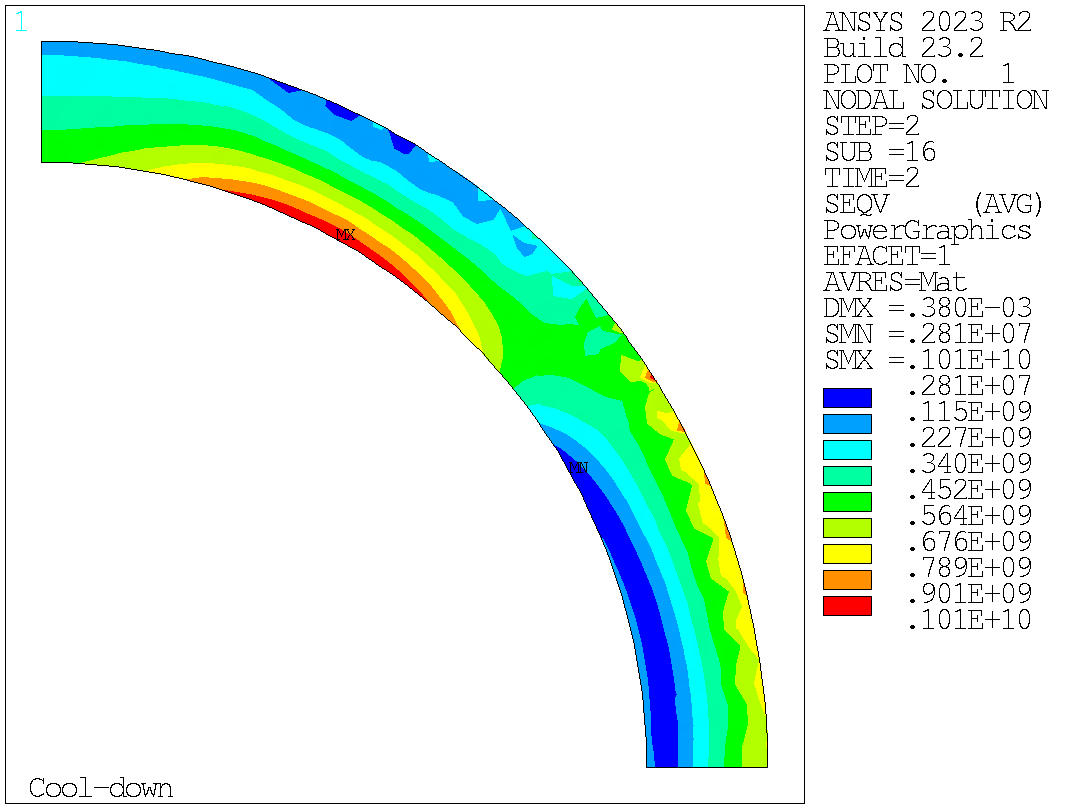 1
ANSYS 2023 R2
Build 23.2
PLOT NO.   1
NODAL SOLUTION
STEP=2
SUB =16
TIME=2
SEQV     (AVG)
PowerGraphics
EFACET=1
AVRES=Mat
DMX =.380E-03
SMN =.281E+07
SMX =.101E+10
.281E+07
.115E+09
.227E+09
.340E+09
.452E+09
.564E+09
.676E+09
.789E+09
.901E+09
.101E+10
MX
MN
Cool-down